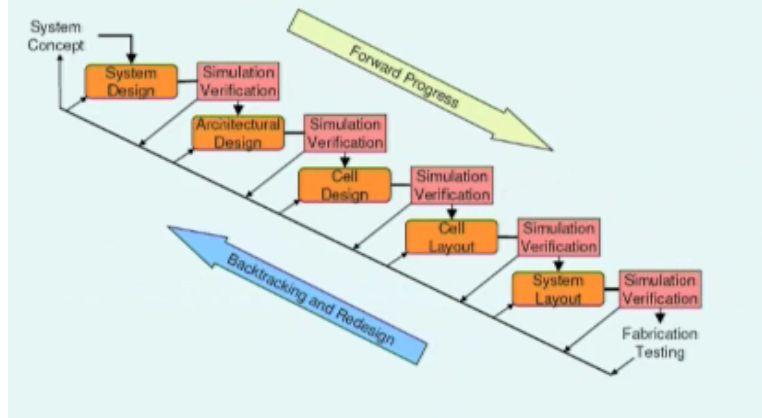 System
Concept
System
Design
Simulation
Verification
Forward Progress
Architectural
Design
Simulation
Verification
Cell
Design
Simulation
Verification
Cell
Layout
Simulation
Verification
Backtracking and Redesign
System
Layout
Simulation
Verification
Fabrication
Testing